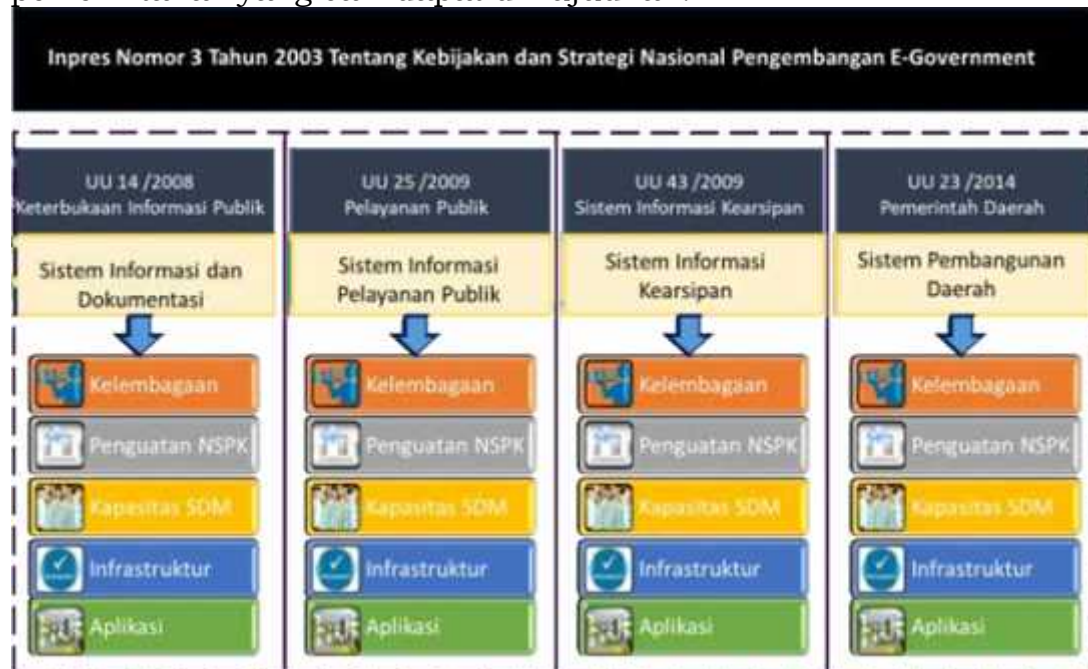 Inpres Nomor 3 Tahun 2003 Tentang Kebijakan dan Strategi Nasional Pengembangan E-Government
UU 14 /2008
Keterbukaan Informasi Publik
Sistem Informasi dan
Dokumentasi
Kelembagaan
Penguatan NSPK
Kapasitas SDM
Infrastruktur
Aplikasi
UU 25 /2009
Pelayanan Publik
Sistem Informasi
Pelayanan Publik
Kelembagaan
Penguatan NSPK
Kapasitas SDM
Infrastruktur
Aplikasi
UU 43 /2009
Sistem Informasi Kearsipan
Sistem Informasi
Kearsipan
Kelembagaan
Penguatan NSPK
Kapasitas SDM
Infrastruktur
Aplikasi
UU 23 /2014
Pemerintah Daerah
Sistem Pembangunan
Daerah
Kelembagaan
Penguatan NSPK
Kapasitas SDM
Infrastruktur
Aplikasi